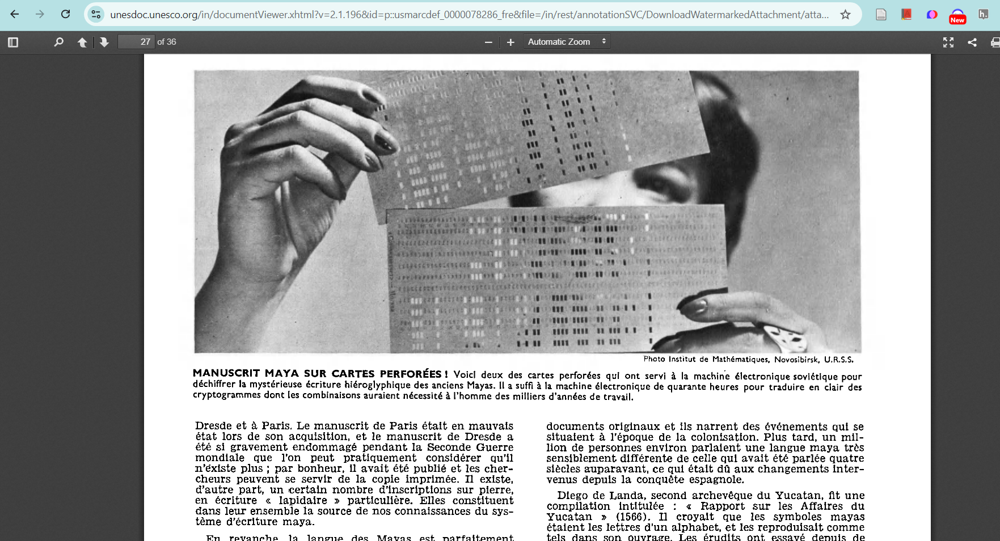 unesdoc.unesco.org/in/documentViewer.xhtml?v=2.1.196&id=p::usmarcdef_0000078286_fre&file=/in/rest/annotationSVC/DownloadWatermarkedAttachment/atta...
New
h.
27 of 36
Automatic Zoom
Photo Institut de Mathématiques, Novosibirsk, U.R.S.S.
MANUSCRIT MAYA SUR CARTES PERFORÉES ! Voici deux des cartes perforées qui ont servi à la machine électronique soviétique pour
déchiffrer la mystérieuse écriture hiéroglyphique des anciens Mayas. Il a suffi à la machine électronique de quarante heures pour traduire en clair des
cryptogrammes dont les combinaisons auraient nécessité à l'homme des milliers d'années de travail.
Dresde et à Paris. Le manuscrit de Paris était en mauvais
état lors de son acquisition, et le manuscrit de Dresde a
été si gravement endommagé pendant la Seconde Guerre
mondiale que l'on peut pratiquement considérer qu'il
n'existe plus ; par bonheur, il avait été publié et les cher-
cheurs peuvent se servir de la copie imprimée. Il existe,
d'autre part, un certain nombre d'inscriptions sur pierre,
en écriture « lapidaire » particulière. Elles constituent
dans leur ensemble la source de nos connaissances du sys-
tème d'écriture maya.
En revanche, la langue des Mayas est parfaitement
documents originaux et ils narrent des événements qui se
situaient à l'époque de la colonisation. Plus tard, un mil-
lion de personnes environ parlaient une langue maya très
sensiblement différente de celle qui avait été parlée quatre
siècles auparavant, ce qui était dû aux changements inter-
venus depuis la conquête espagnole.
Diego de Landa, second archevêque du Yucatan, fit une
compilation intitulée : « Rapport sur les Affaires du
Yucatan » (1566). Il croyait que les symboles mayas
étaient les lettres d'un alphabet, et les reproduisait comme
tels dans son ouvrage. Les érudits ont essayé depuis de